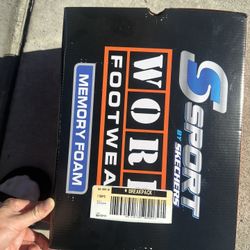 S SPORT
BY SKECHERS
WORK
FOOTWEAR
MEMORY FOAM
BREAKPACK